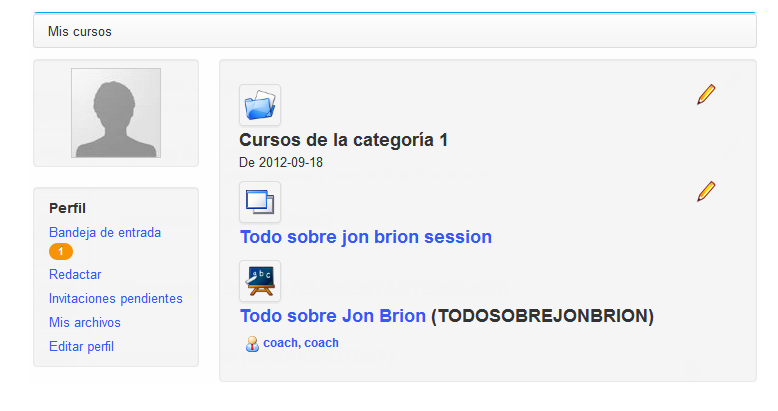 Mis cursos
Perfil
Bandeja de entrada
1
Redactar
Invitaciones pendientes
Mis archivos
Editar perfil
Cursos de la categoría 1
De 2012-09-18
Todo sobre jon brion session
abc
Todo sobre Jon Brion (TODOSOBREJONBRION)
coach, coach